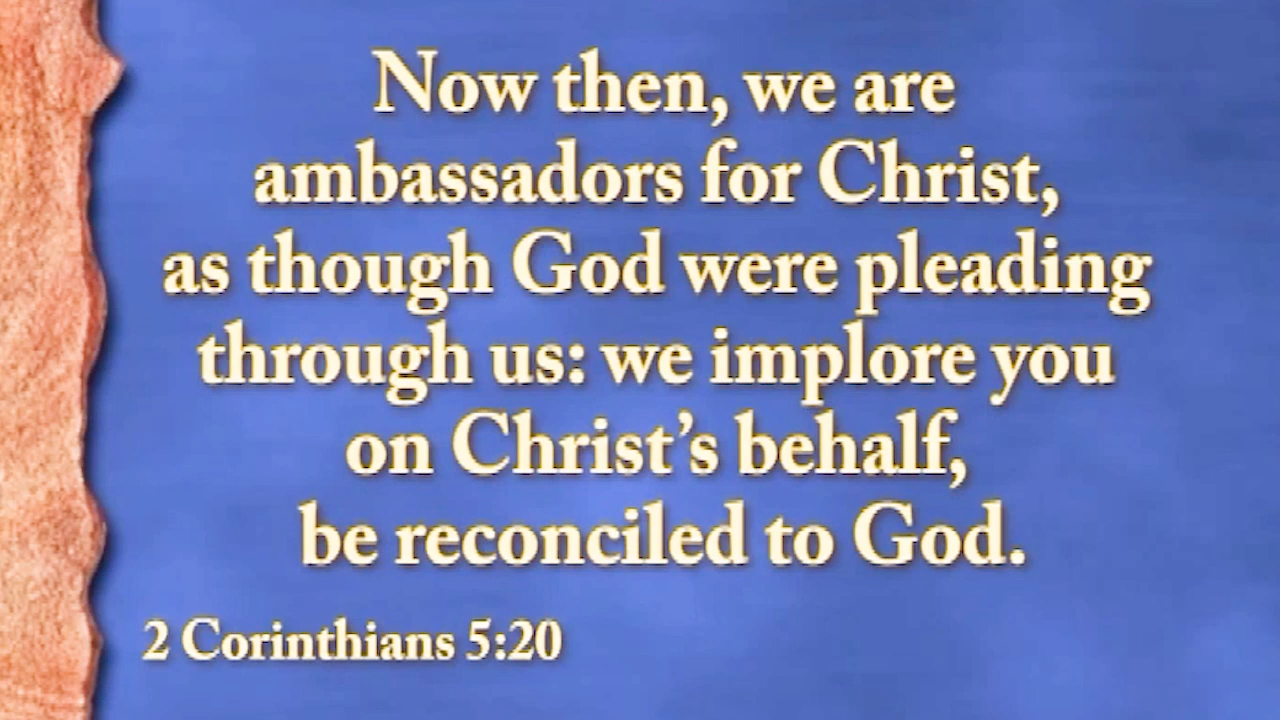 Now then, we are
ambassadors for Christ,
as though God were pleading
through us: we implore you
on Christ’s behalf,
be reconciled to God.
2 Corinthians 5:20